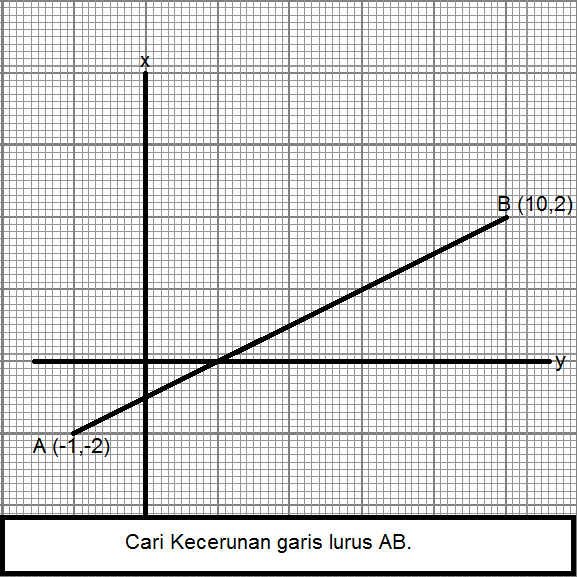 x
B (10,2)
y
A (-1,-2)
Cari Kecerunan garis lurus AB.